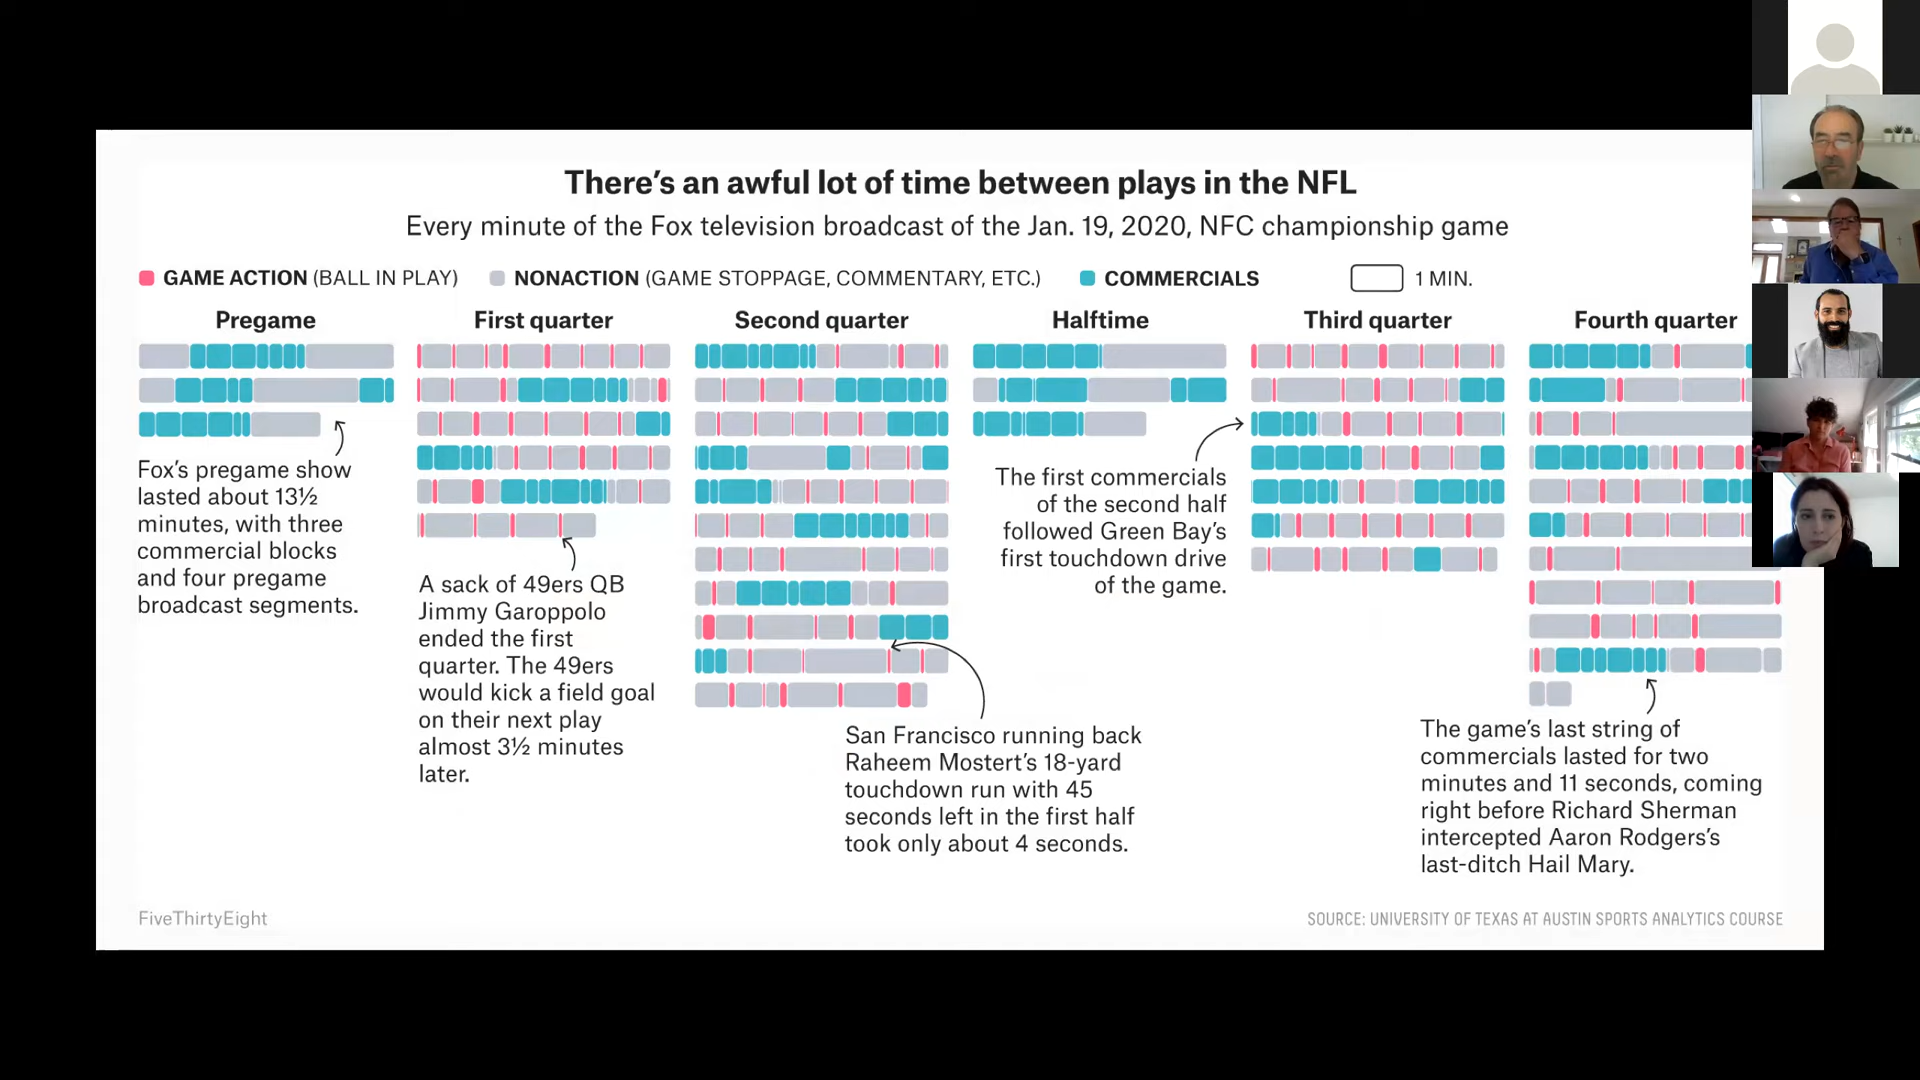 There's an awful lot of time between plays in the NFL
Every minute of the Fox television broadcast of the Jan. 19, 2020, NFC championship game
GAME ACTION (BALL IN PLAY) NONACTION (GAME STOPPAGE, COMMENTARY, ETC.) COMMERCIALS 1 MIN.
Pregame First quarter Second quarter Halftime Third quarter Fourth quarter
Fox's pregame show
lasted about 13½
minutes, with three
commercial blocks
and four pregame
broadcast segments.
A sack of 49ers QB
Jimmy Garoppolo
ended the first
quarter. The 49ers
would kick a field goal
on their next play
almost 3½ minutes
later.
San Francisco running back
Raheem Mostert's 18-yard
touchdown run with 45
seconds left in the first half
took only about 4 seconds.
The first commercials
of the second half
followed Green Bay's
first touchdown drive
of the game.
The game's last string of
commercials lasted for two
minutes and 11 seconds, coming
right before Richard Sherman
intercepted Aaron Rodgers's
last-ditch Hail Mary.
FiveThirtyEight
SOURCE: UNIVERSITY OF TEXAS AT AUSTIN SPORTS ANALYTICS COURSE